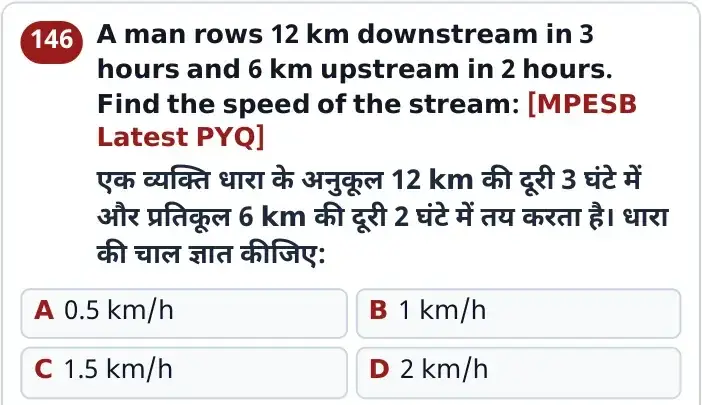 146 A man rows 12 km downstream in 3
hours and 6 km upstream in 2 hours.
Find the speed of the stream: [MPESB
Latest PYQ]
एक व्यक्ति धारा के अनुकूल 12 km की दूरी 3 घंटे में
और प्रतिकूल 6 km की दूरी 2 घंटे में तय करता है। धारा
की चाल ज्ञात कीजिए:
A 0.5 km/h
B 1 km/h
C 1.5 km/h
D 2 km/h